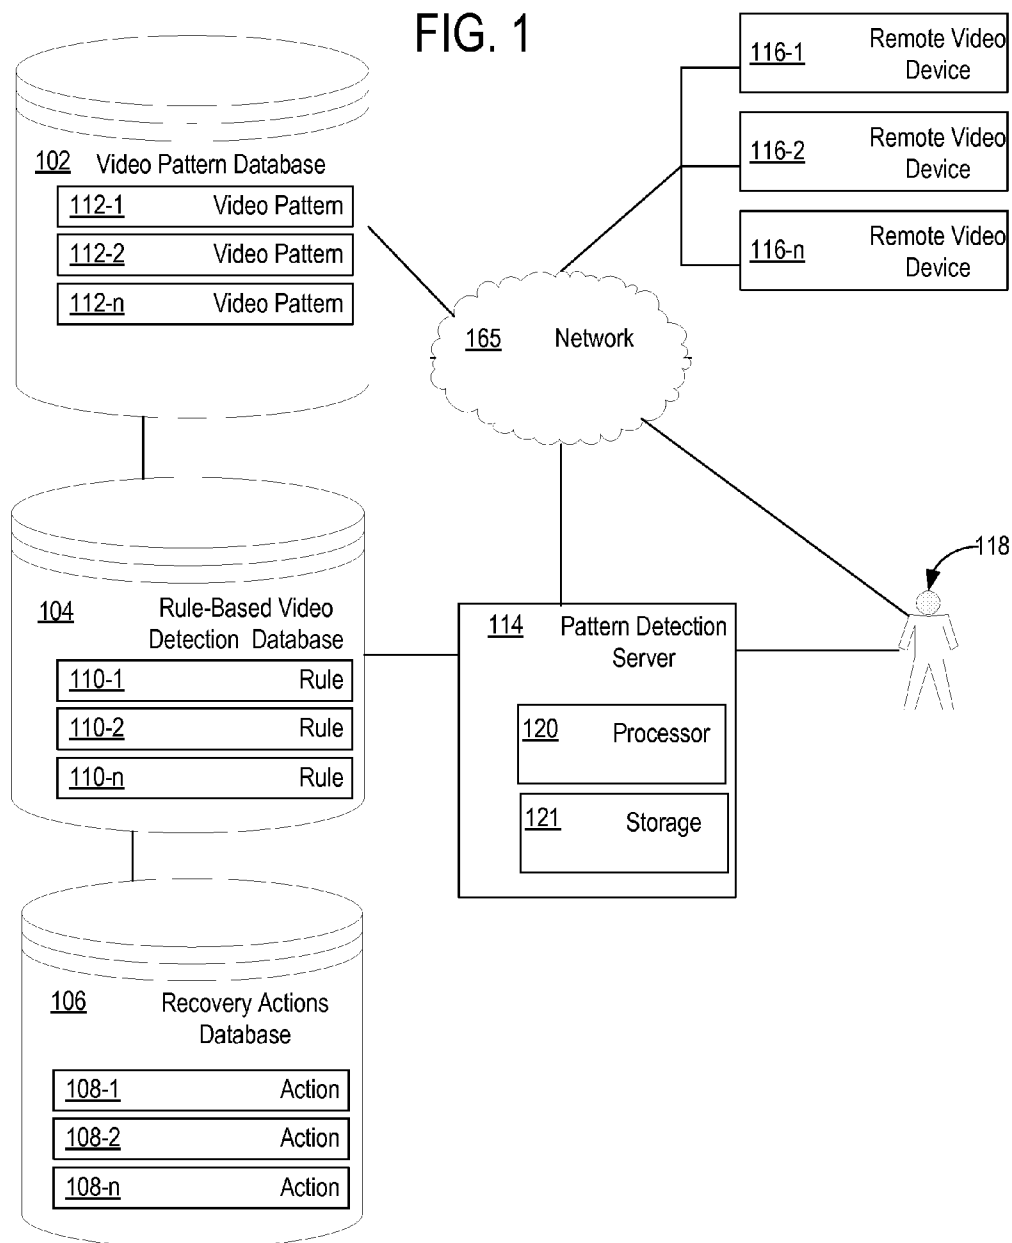 FIG. 1
116-1 Remote Video
Device
116-2 Remote Video
Device
116-n Remote Video
Device
102 Video Pattern Database
112-1 Video Pattern
112-2 Video Pattern
112-n Video Pattern
165 Network
118
104 Rule-Based Video
Detection Database
110-1 Rule
110-2 Rule
110-n Rule
114 Pattern Detection
Server
120 Processor
121 Storage
106 Recovery Actions
Database
108-1 Action
108-2 Action
108-n Action